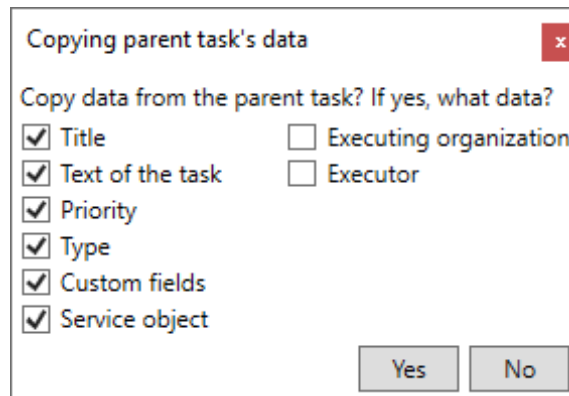 Copying parent task's data
x
Copy data from the parent task? If yes, what data?
Title
Executing organization
Text of the task
Executor
Priority
Type
Custom fields
Service object
Yes
No